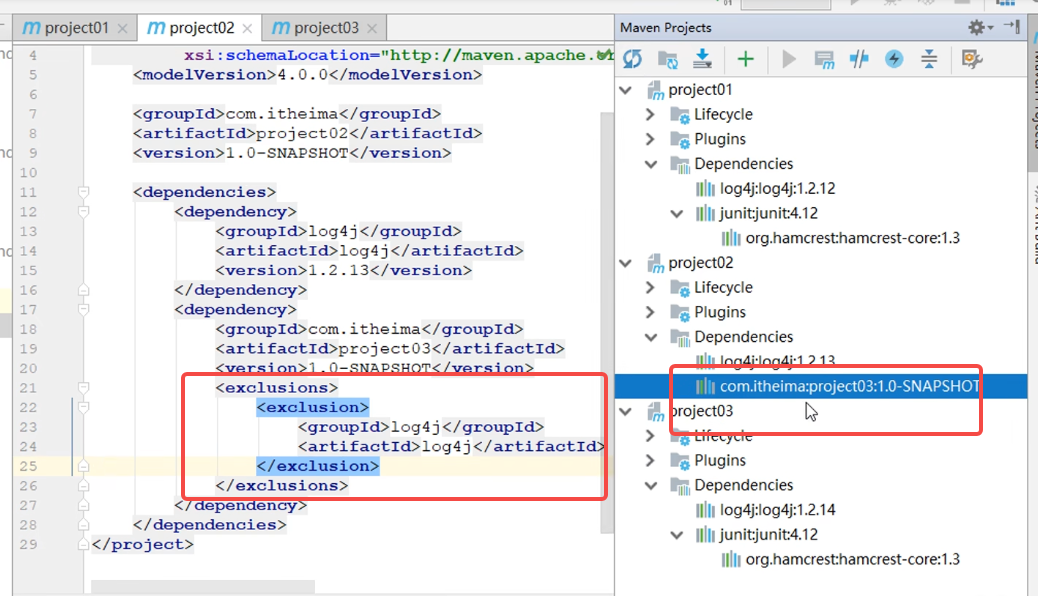 project01
project02
project03
Maven Projects
4 xsi:schemaLocation="http://maven.apache.or
5 <modelVersion>4.0.0</modelVersion>
6
7 <groupId>com.itheima</groupId>
8 <artifactId>project02</artifactId>
9 <version>1.0-SNAPSHOT</version>
10
11 <dependencies>
12 <dependency>
13 <groupId>log4j</groupId>
14 <artifactId>log4j</artifactId>
15 <version>1.2.13</version>
16 </dependency>
17 <dependency>
18 <groupId>com.itheima</groupId>
19 <artifactId>project03</artifactId>
20 <version>1.0-SNAPSHOT</version>
21 <exclusions>
22 <exclusion>
23 <groupId>log4j</groupId>
24 <artifactId>log4j</artifactId>
25 </exclusion>
26 </exclusions>
27 </dependency>
28 </dependencies>
29 </project>
project01
Lifecycle
Plugins
Dependencies
log4j:log4j:1.2.12
junit:junit:4.12
org.hamcrest:hamcrest-core:1.3
project02
Lifecycle
Plugins
Dependencies
log4j:log4j:1.2.13
com.itheima:project03:1.0-SNAPSHOT
project03
Lifecycle
Plugins
Dependencies
log4j:log4j:1.2.14
junit:junit:4.12
org.hamcrest:hamcrest-core:1.3